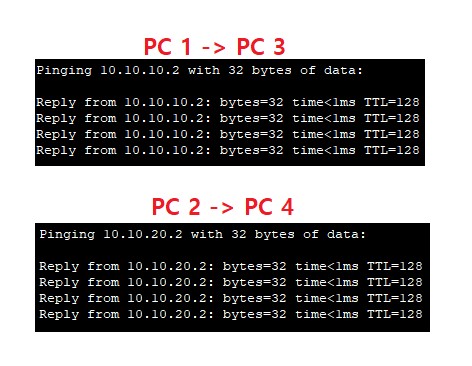 PC 1 -> PC 3
Pinging 10.10.10.2 with 32 bytes of data:
Reply from 10.10.10.2: bytes=32 time<1ms TTL=128
Reply from 10.10.10.2: bytes=32 time<1ms TTL=128
Reply from 10.10.10.2: bytes=32 time<1ms TTL=128
Reply from 10.10.10.2: bytes=32 time<1ms TTL=128
PC 2 -> PC 4
Pinging 10.10.20.2 with 32 bytes of data:
Reply from 10.10.20.2: bytes=32 time<1ms TTL=128
Reply from 10.10.20.2: bytes=32 time<1ms TTL=128
Reply from 10.10.20.2: bytes=32 time<1ms TTL=128
Reply from 10.10.20.2: bytes=32 time<1ms TTL=128